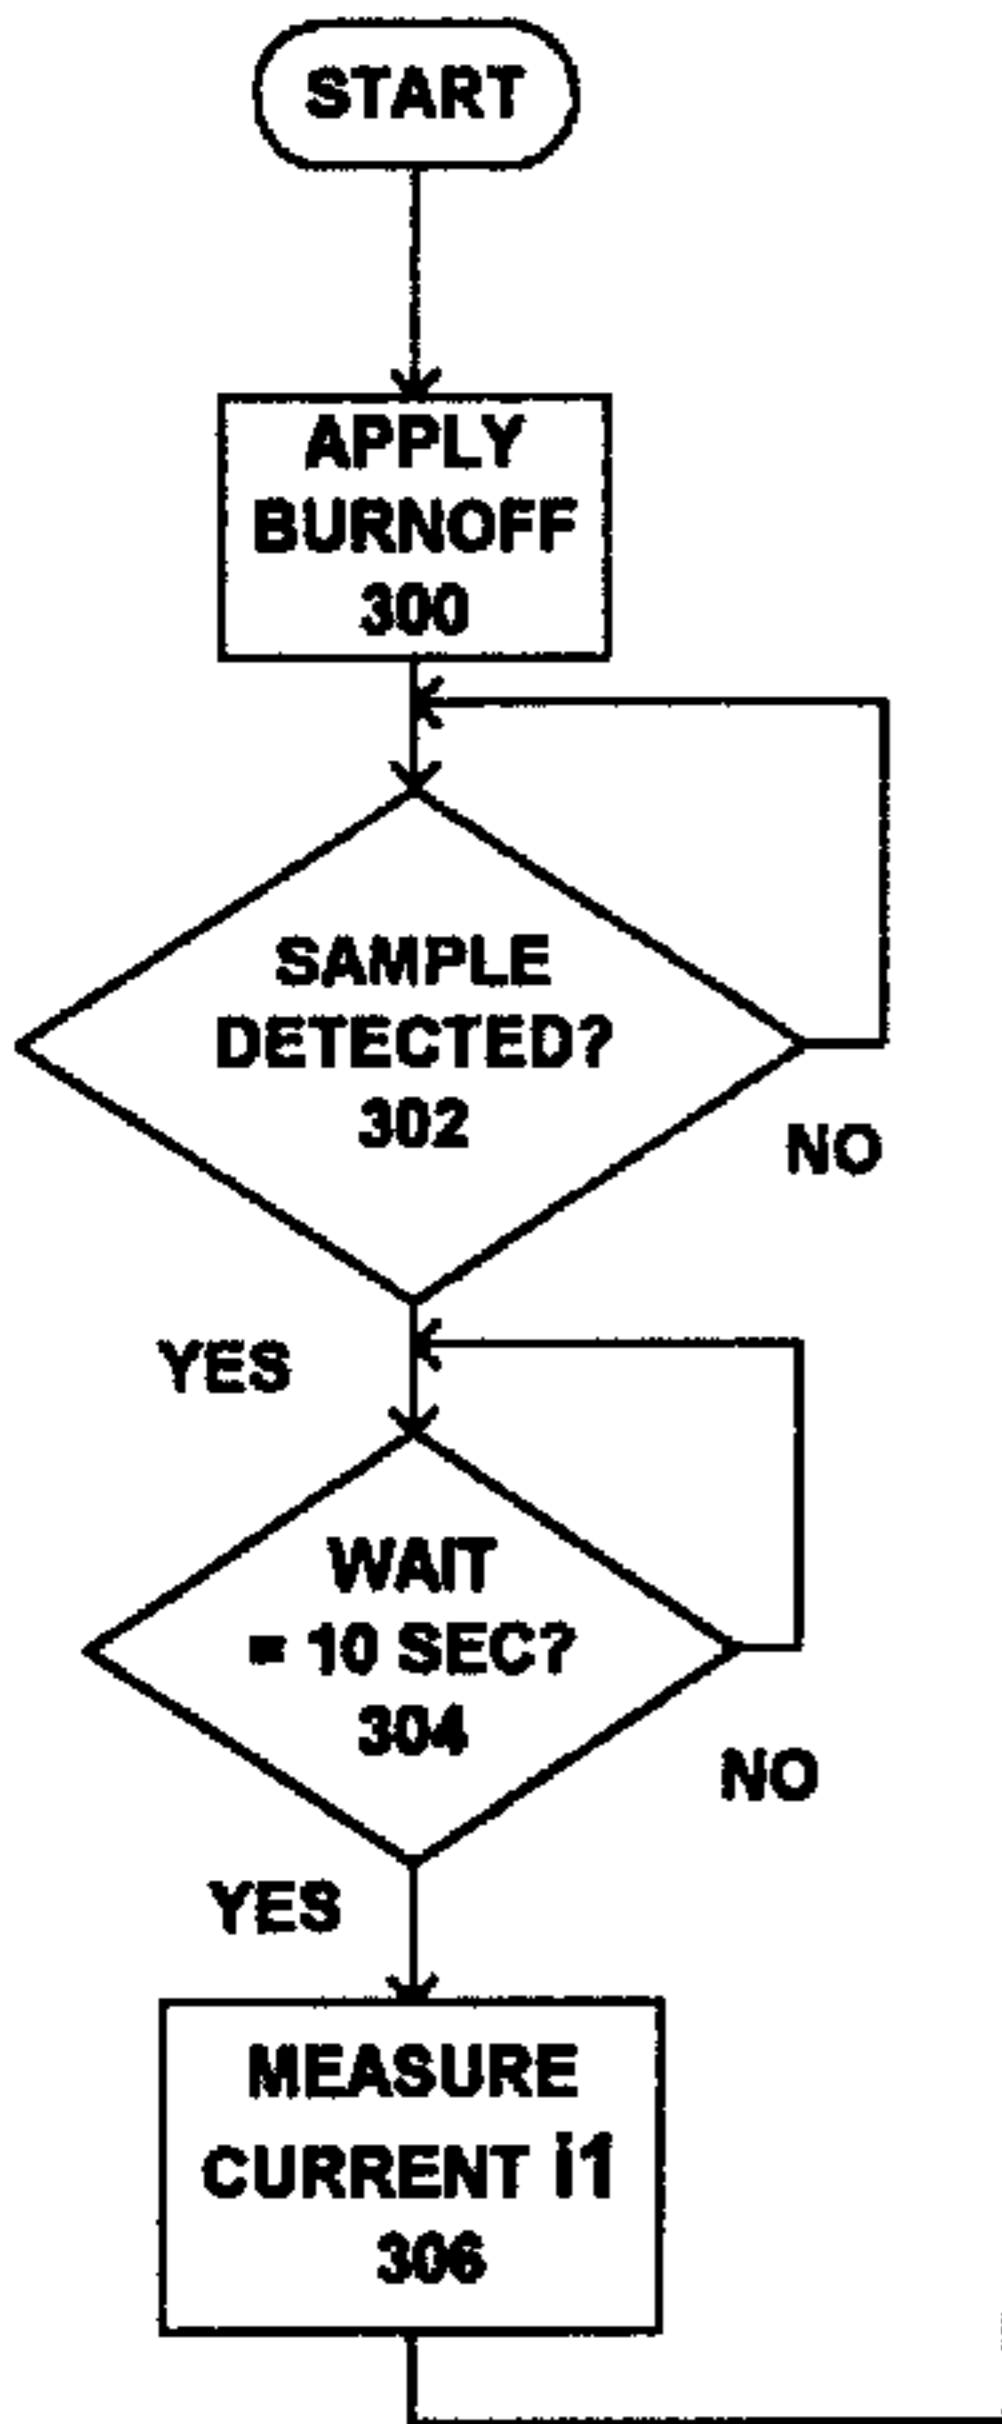 START
APPLY
BURNOFF
300
SAMPLE
DETECTED?
302
NO
YES
WAIT
= 10 SEC?
304
NO
YES
MEASURE
CURRENT i1
306